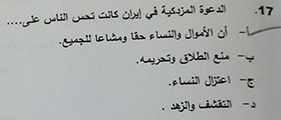 17. الدعوة المزدكية في إيران كانت تحس الناس على....
أ- أن الأموال والنساء حقا ومشاعا للجميع.
ب- منع الطلاق وتحريمه.
ج- اعتزال النساء.
د- التقشف والزهد.